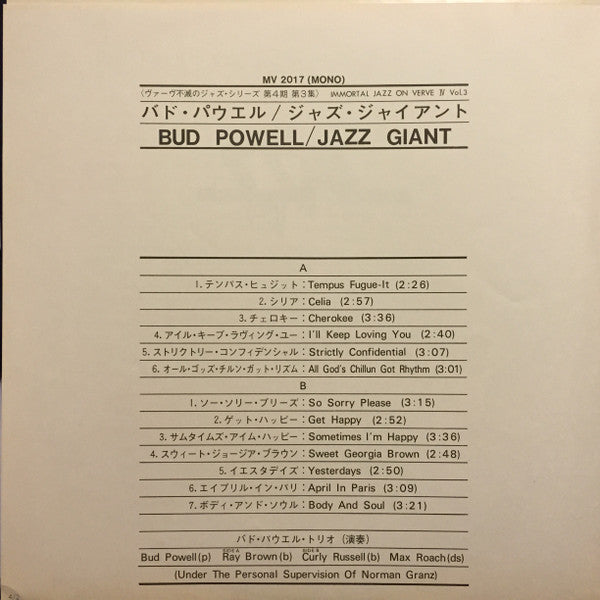 MV 2017 (MONO)
〈ヴァーヴ不滅のジャズ・シリーズ 第4期 第3集〉 IMMORTAL JAZZ ON VERVE Ⅳ Vol.3
バド・パウエル/ジャズ・ジャイアント
BUD POWELL/JAZZ GIANT
A
1. テンパス・ヒュジット：Tempus Fugue-It (2:26)
2. シリア：Celia (2:57)
3. チェロキー：Cherokee (3:36)
4. アイル・キープ・ラヴィング・ユー：I'll Keep Loving You (2:40)
5. ストリクトリー・コンフィデンシャル：Strictly Confidential (3:07)
6. オール・ゴッズ・チルン・ガット・リズム：All God's Chillun Got Rhythm (3:01)
B
1. ソー・ソリー・プリーズ：So Sorry Please (3:15)
2. ゲット・ハッピー：Get Happy (2:52)
3. サムタイムズ・アイム・ハッピー：Sometimes I'm Happy (3:36)
4. スウィート・ジョージア・ブラウン：Sweet Georgia Brown (2:48)
5. イエスタデイズ：Yesterdays (2:50)
6. エイプリル・イン・パリ：April In Paris (3:09)
7. ボディ・アンド・ソウル：Body And Soul (3:21)
バド・パウエル・トリオ (演奏)
SIDE A SIDE B
Bud Powell(p) Ray Brown(b) Curly Russell(b) Max Roach(ds)
(Under The Personal Supervision Of Norman Granz)